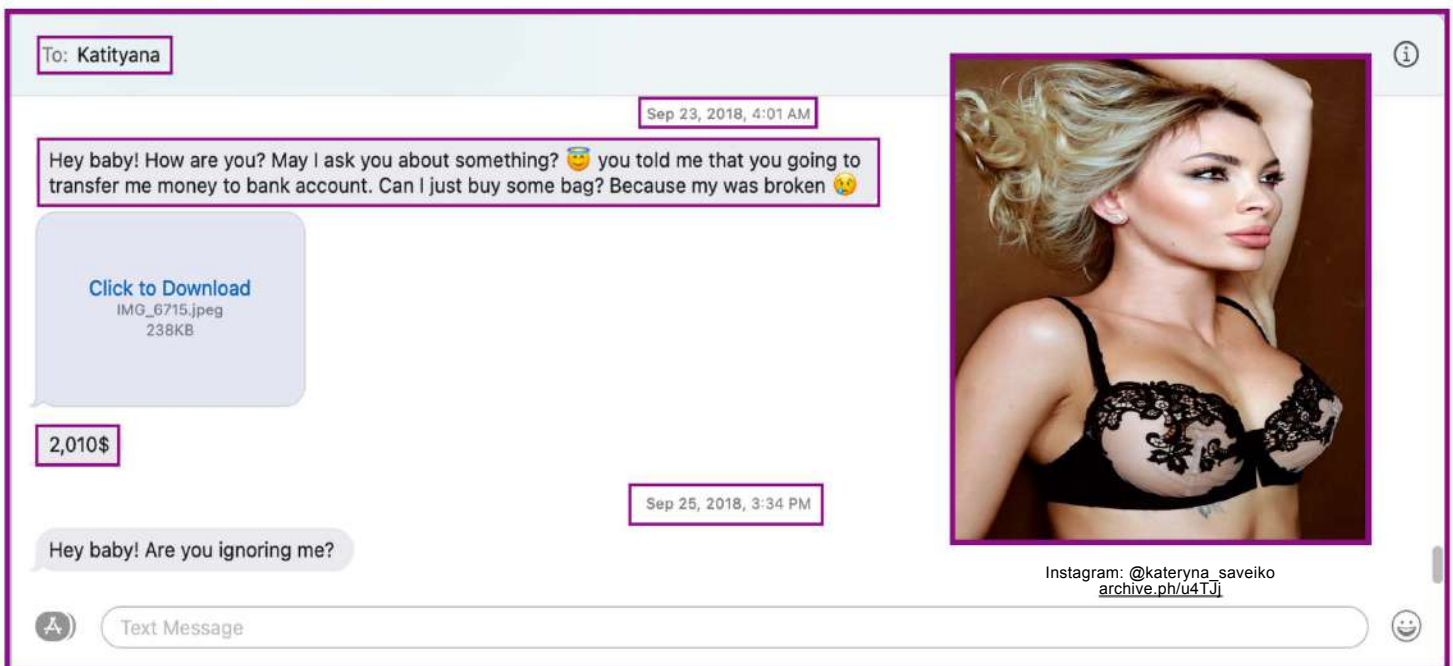 To: Katityana
Sep 23, 2018, 4:01 AM
Hey baby! How are you? May I ask you about something? 😇 you told me that you going to
transfer me money to bank account. Can I just buy some bag? Because my was broken 😢
Click to Download
IMG_6715.jpeg
238KB
2,010$
Sep 25, 2018, 3:34 PM
Hey baby! Are you ignoring me?
Instagram: @kateryna_saveiko
archive.ph/u4TJj
Text Message